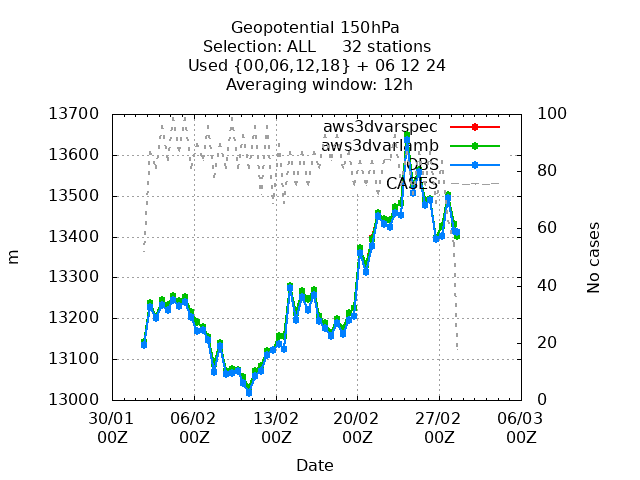 Geopotential 150hPa
Selection: ALL 32 stations
Used {00,06,12,18} + 06 12 24
Averaging window: 12h
13700
13600
13500
13400
13300
13200
13100
13000
m
100
80
60
40
20
0
No cases
aws3dvarspec
aws3dvarlamb
OBS
CASES
30/01 06/02 13/02 20/02 27/02 06/03
00Z 00Z 00Z 00Z 00Z 00Z
Date